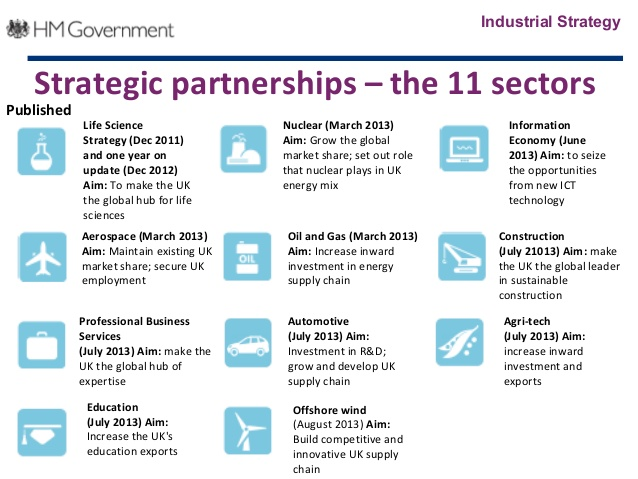 HM Government
Industrial Strategy
Strategic partnerships – the 11 sectors
Published
Life Science
Strategy (Dec 2011)
and one year on
update (Dec 2012)
Aim: To make the UK
the global hub for life
sciences
Nuclear (March 2013)
Aim: Grow the global
market share; set out role
that nuclear plays in UK
energy mix
Information
Economy (June
2013) Aim: to seize
the opportunities
from new ICT
technology
Aerospace (March 2013)
Aim: Maintain existing UK
market share; secure UK
employment
OIL
Oil and Gas (March 2013)
Aim: Increase inward
investment in energy
supply chain
Construction
(July 21013) Aim: make
the UK the global leader
in sustainable
construction
Professional Business
Services
(July 2013) Aim: make the
UK the global hub of
expertise
Automotive
(July 2013) Aim:
Investment in R&D;
grow and develop UK
supply chain
Agri-tech
(July 2013) Aim:
increase inward
investment and
exports
Education
(July 2013) Aim:
Increase the UK's
education exports
Offshore wind
(August 2013) Aim:
Build competitive and
innovative UK supply
chain